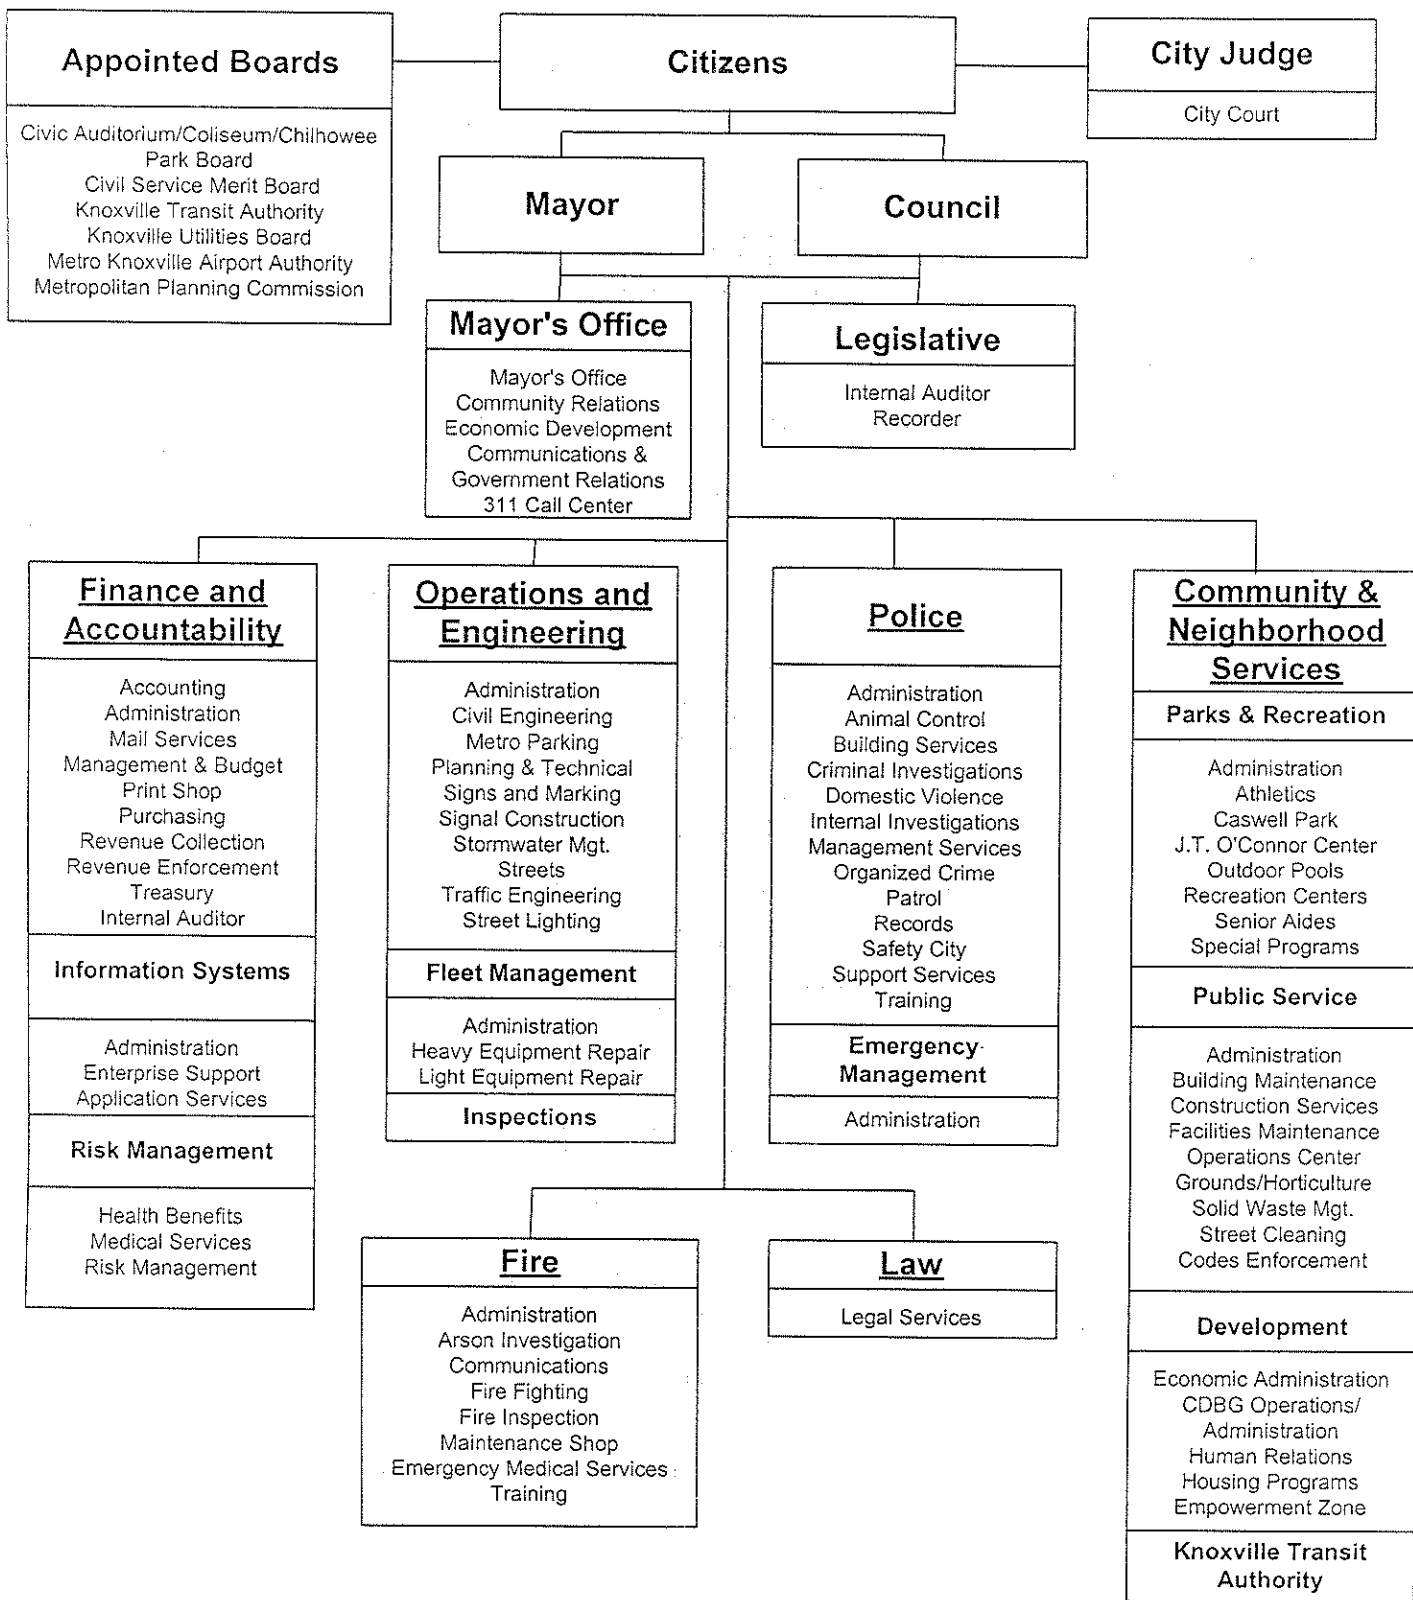 Appointed Boards
Civic Auditorium/Coliseum/Chilhowee
Park Board
Civil Service Merit Board
Knoxville Transit Authority
Knoxville Utilities Board
Metro Knoxville Airport Authority
Metropolitan Planning Commission
Citizens
City Judge
City Court
Mayor
Council
Mayor's Office
Mayor's Office
Community Relations
Economic Development
Communications &
Government Relations
311 Call Center
Legislative
Internal Auditor
Recorder
Finance and
Accountability
Accounting
Administration
Mail Services
Management & Budget
Print Shop
Purchasing
Revenue Collection
Revenue Enforcement
Treasury
Internal Auditor
Information Systems
Administration
Enterprise Support
Application Services
Risk Management
Health Benefits
Medical Services
Risk Management
Operations and
Engineering
Administration
Civil Engineering
Metro Parking
Planning & Technical
Signs and Marking
Signal Construction
Stormwater Mgt.
Streets
Traffic Engineering
Street Lighting
Fleet Management
Administration
Heavy Equipment Repair
Light Equipment Repair
Inspections
Police
Administration
Animal Control
Building Services
Criminal Investigations
Domestic Violence
Internal Investigations
Management Services
Organized Crime
Patrol
Records
Safety City
Support Services
Training
Emergency
Management
Administration
Community &
Neighborhood
Services
Parks & Recreation
Administration
Athletics
Caswell Park
J.T. O'Connor Center
Outdoor Pools
Recreation Centers
Senior Aides
Special Programs
Public Service
Administration
Building Maintenance
Construction Services
Facilities Maintenance
Operations Center
Grounds/Horticulture
Solid Waste Mgt.
Street Cleaning
Codes Enforcement
Development
Economic Administration
CDBG Operations/
Administration
Human Relations
Housing Programs
Empowerment Zone
Knoxville Transit
Authority
Fire
Administration
Arson Investigation
Communications
Fire Fighting
Fire Inspection
Maintenance Shop
Emergency Medical Services
Training
Law
Legal Services